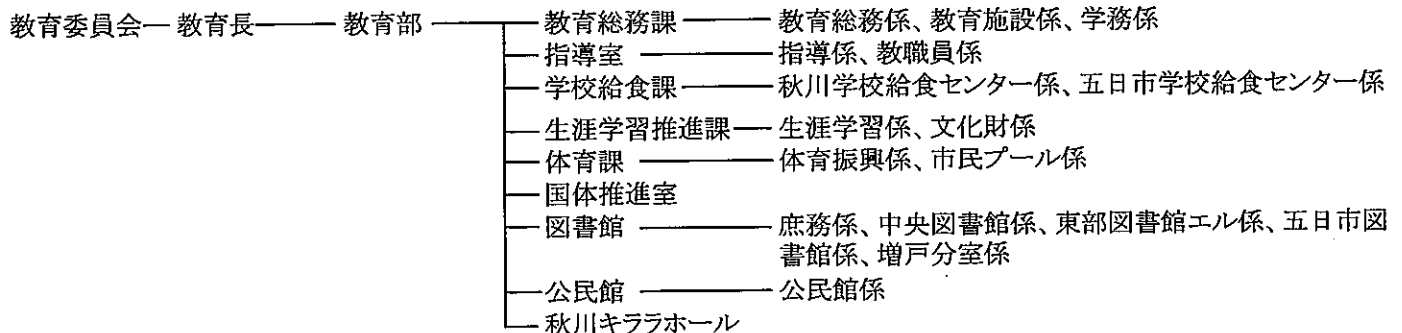 教育委員会 教育長 教育部 教育総務課 教育総務係、教育施設係、学務係
指導室 指導係、教職員係
学校給食課 秋川学校給食センター係、五日市学校給食センター係
生涯学習推進課 生涯学習係、文化財係
体育課 体育振興係、市民プール係
国体推進室
図書館 庶務係、中央図書館係、東部図書館エル係、五日市図
書館係、増戸分室係
公民館 公民館係
秋川キララホール